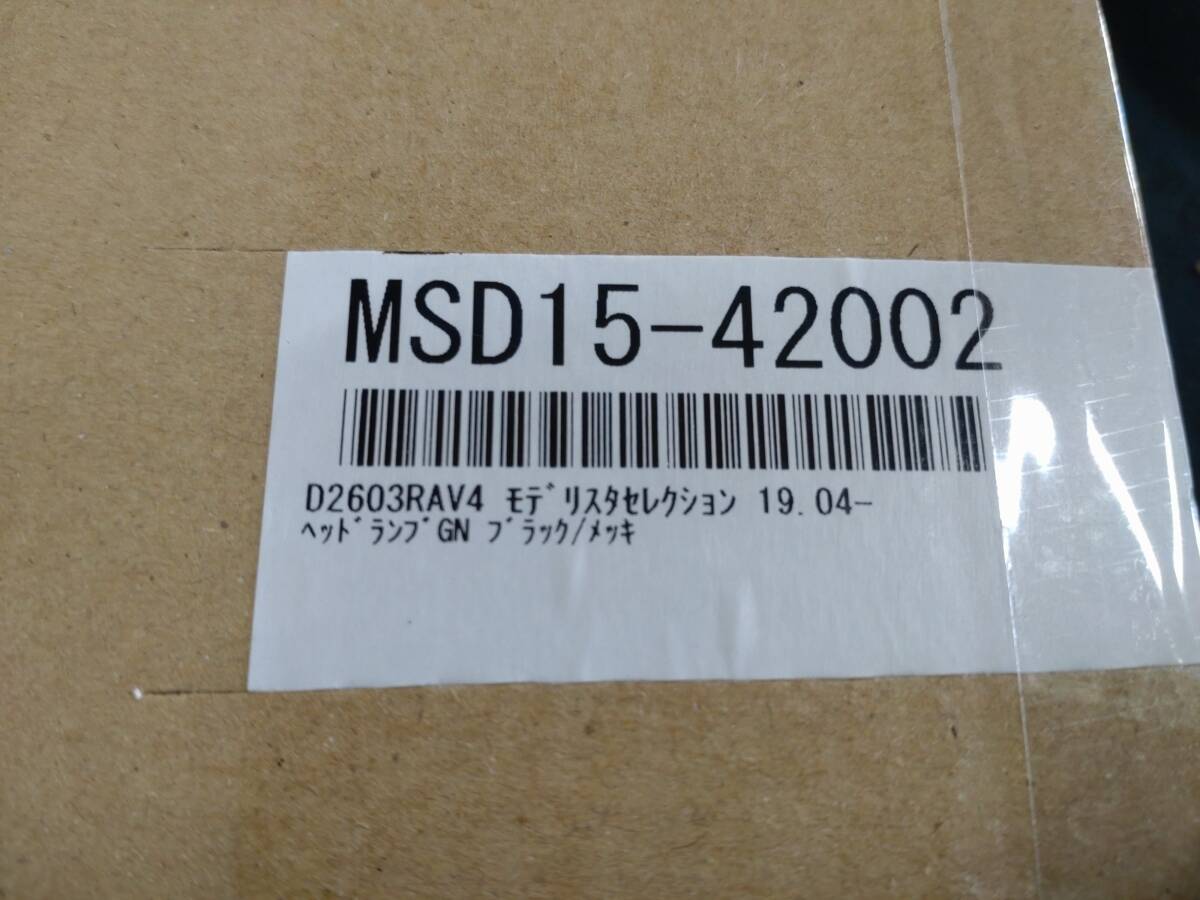 MSD15-42002
D2603RAV4 ﾓﾃﾞﾘｽﾀｾﾚｸｼｮﾝ 19.04-
ﾍｯﾄﾞﾗﾝﾌﾟGN ﾌﾞﾗｯｸ/ﾒｯｷ